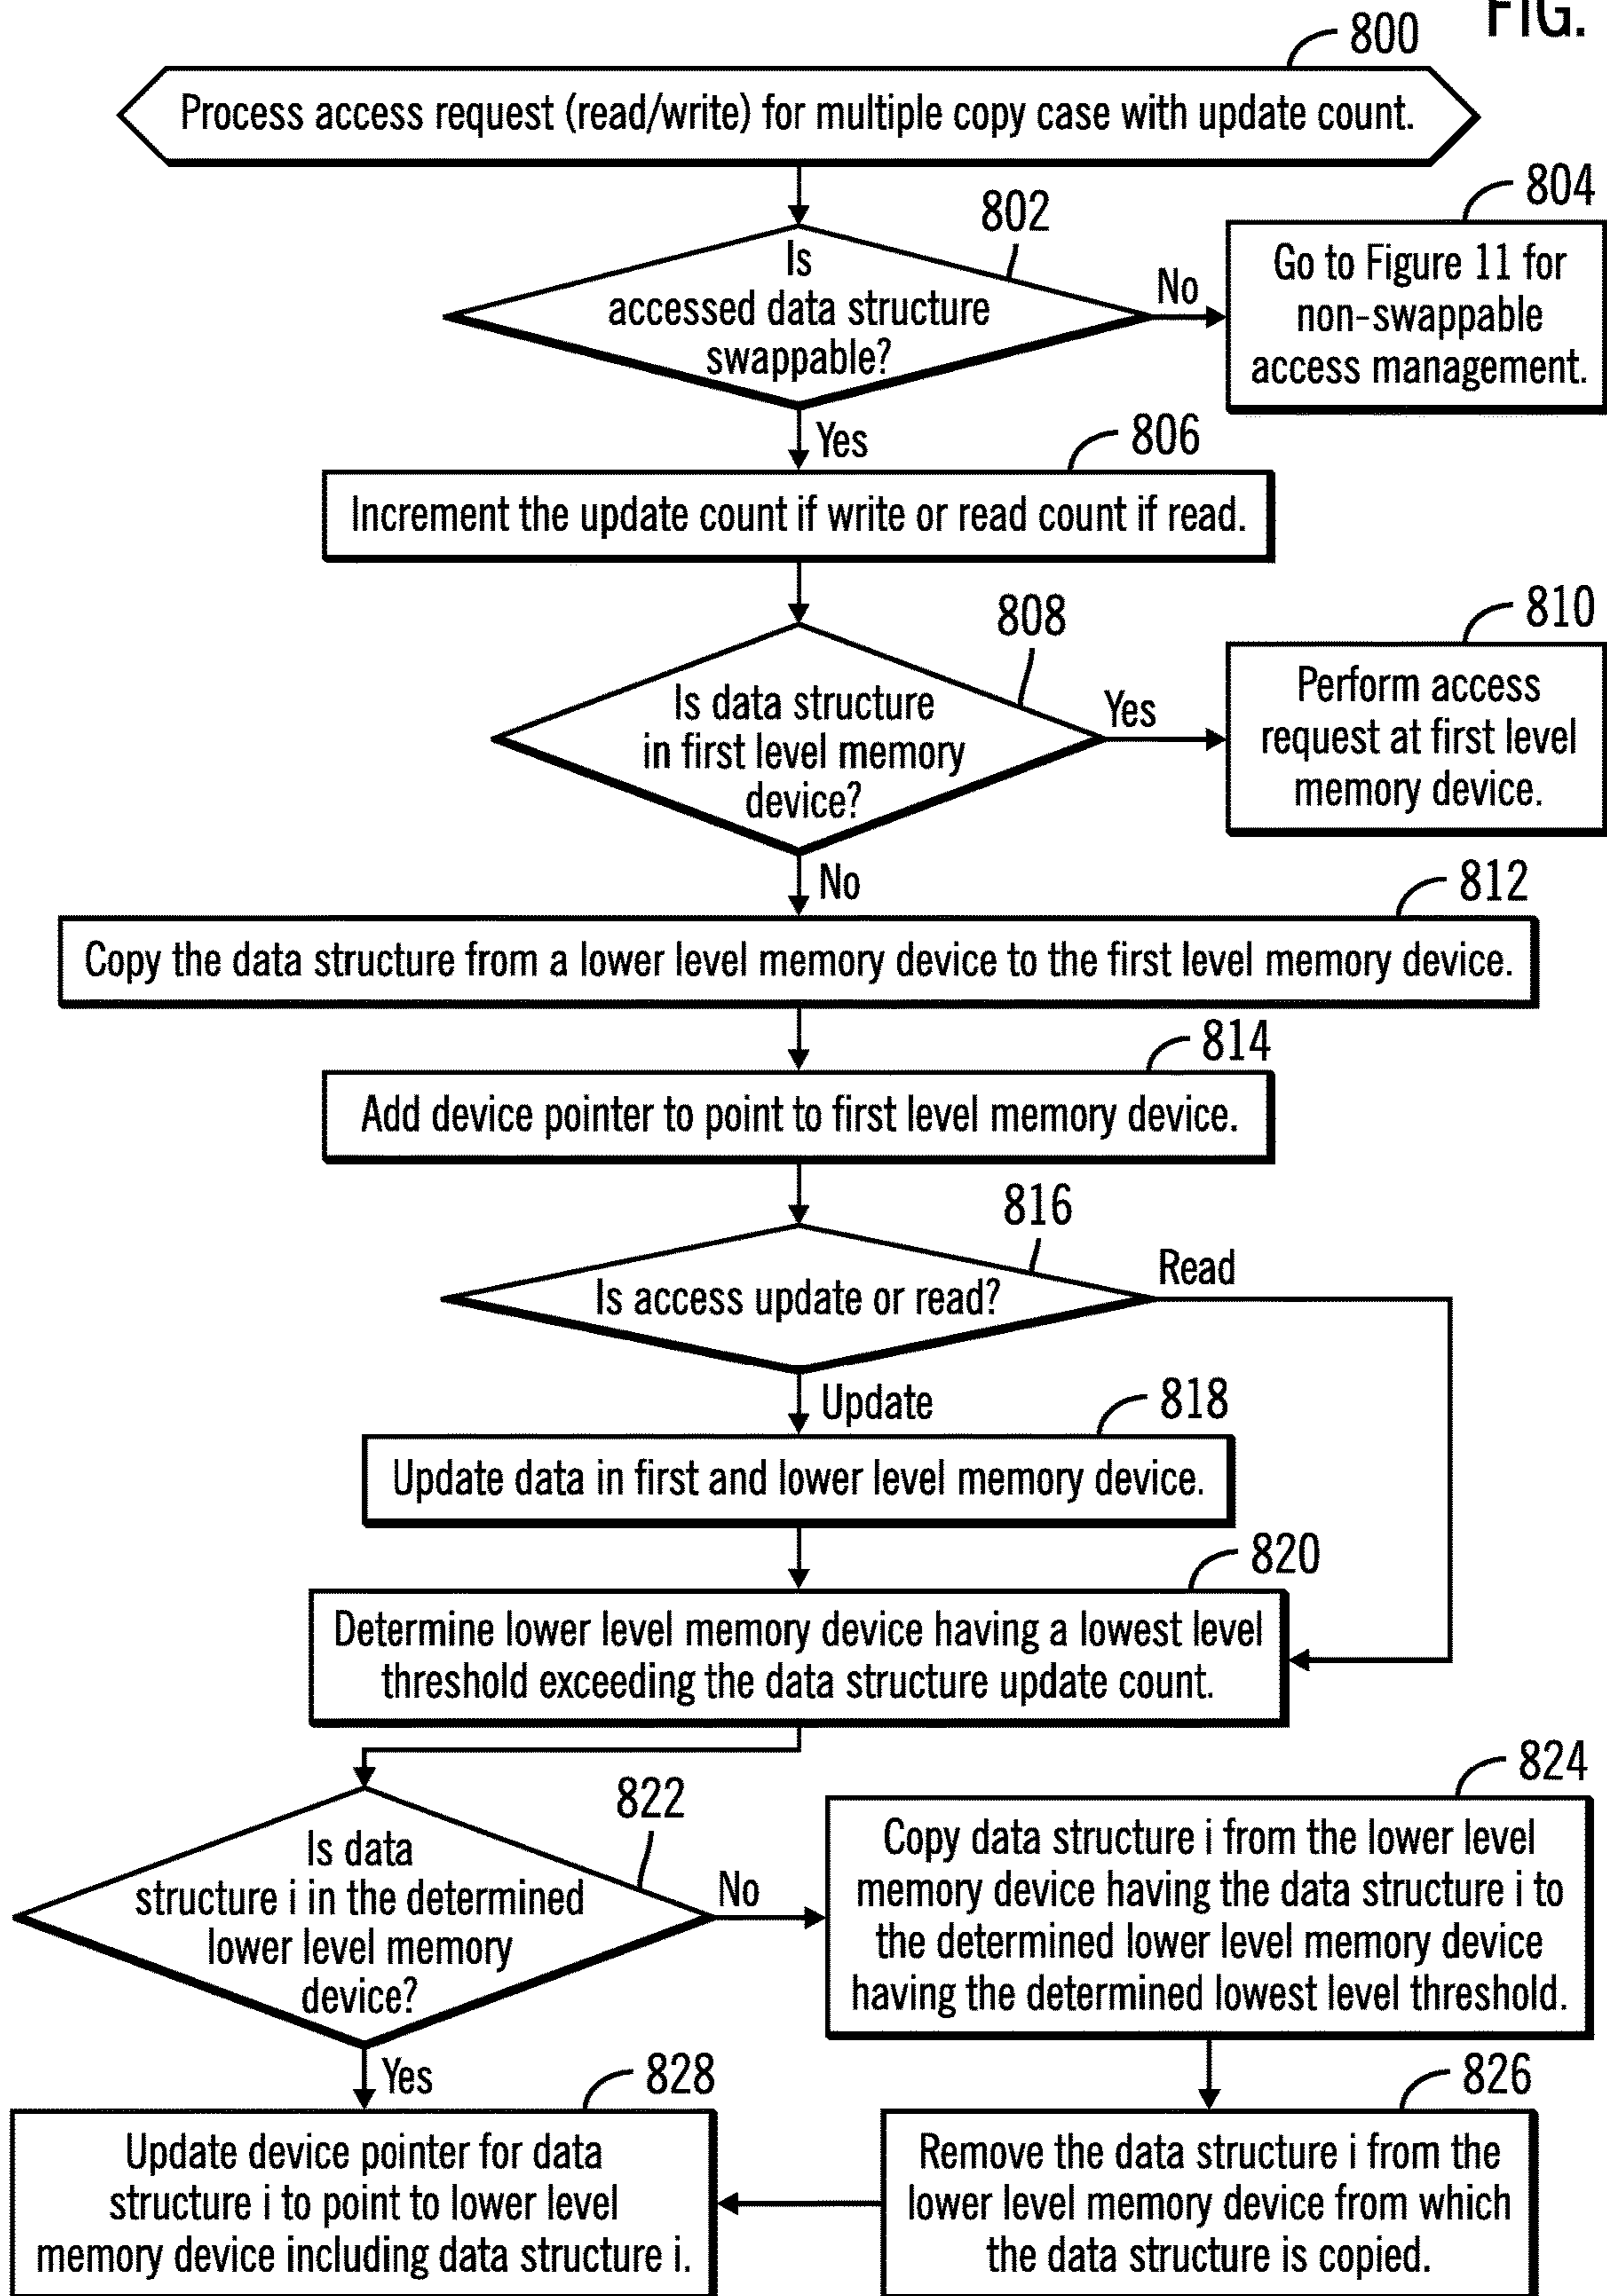 FIG.
800
Process access request (read/write) for multiple copy case with update count.
802
Is
accessed data structure
swappable?
No
804
Go to Figure 11 for
non-swappable
access management.
Yes
806
Increment the update count if write or read count if read.
808
Is data structure
in first level memory
device?
Yes
810
Perform access
request at first level
memory device.
No
812
Copy the data structure from a lower level memory device to the first level memory device.
814
Add device pointer to point to first level memory device.
816
Is access update or read?
Read
Update
818
Update data in first and lower level memory device.
820
Determine lower level memory device having a lowest level
threshold exceeding the data structure update count.
822
Is data
structure i in the determined
lower level memory
device?
No
824
Copy data structure i from the lower level
memory device having the data structure i to
the determined lower level memory device
having the determined lowest level threshold.
Yes
828
Update device pointer for data
structure i to point to lower level
memory device including data structure i.
826
Remove the data structure i from the
lower level memory device from which
the data structure is copied.